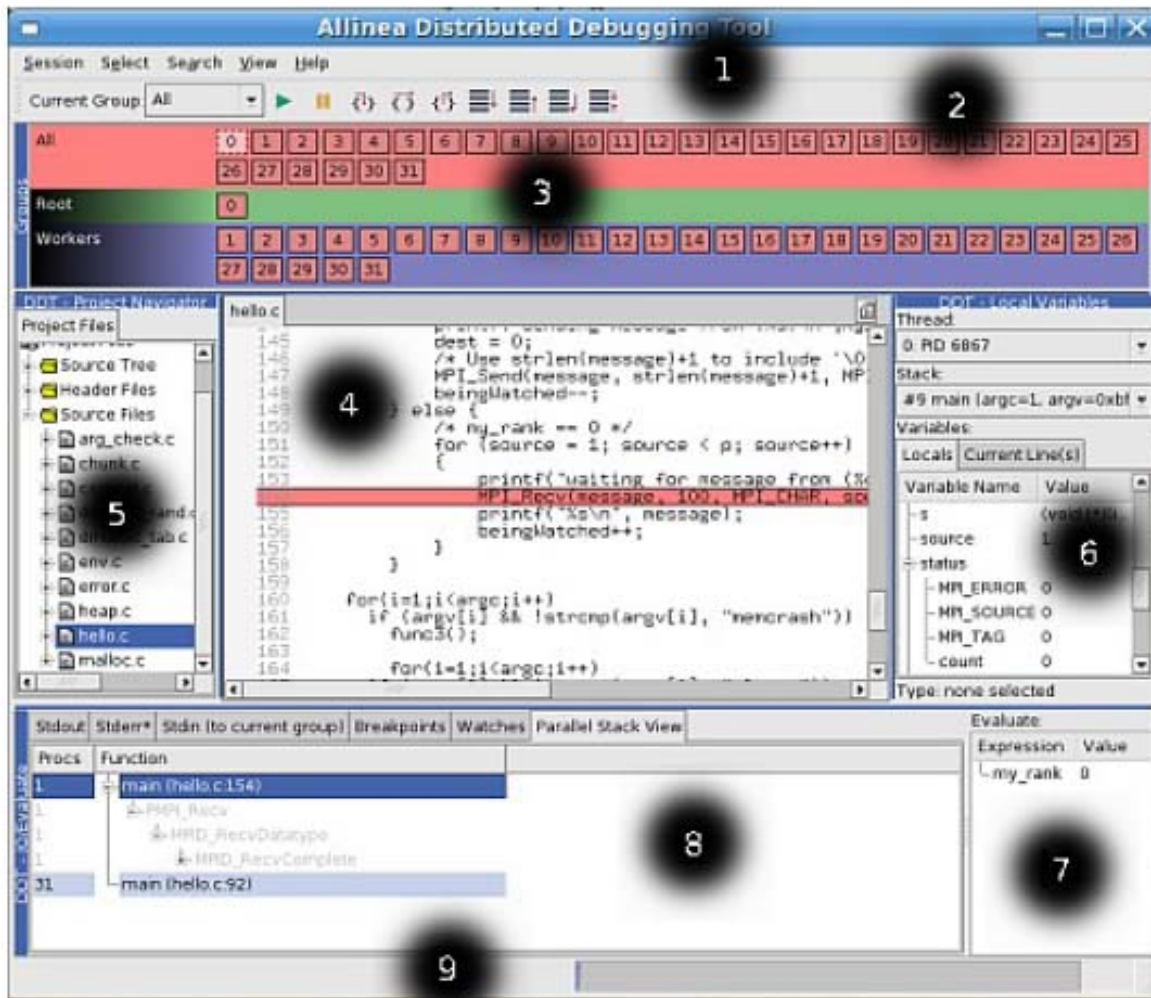 Allinea Distributed Debugging Tool
Session Select Search View Help
1
2
Current Group: All
Groups
All
0 1 2 3 4 5 6 7 8 9 10 11 12 13 14 15 16 17 18 19 20 21 22 23 24 25
26 27 28 29 30 31
3
Root
0
Workers
1 2 3 4 5 6 7 8 9 10 11 12 13 14 15 16 17 18 19 20 21 22 23 24 25 26
27 28 29 30 31
DDT - Project Navigator
Project Files
Source Tree
Header Files
Source Files
arg_check.c
chunk.c
5
env.c
error.c
heap.c
hello.c
malloc.c
hello.c
145 dest = 0;
146 /* Use strlen(message)+1 to include '\0
147 MPI_Send(message, strlen(message)+1, MP
148 beingWatched--;
149 } else {
4
150 /* my_rank == 0 */
151 for (source = 1; source < p; source++)
152 {
153 printf("waiting for message from (%
MPI_Recv(message, 100, MPI_CHAR, so
155 printf("%s\n", message);
156 beingWatched++;
157 }
158 }
159
160 for(i=1;i<argc;i++)
161 if (argv[i] && !strcmp(argv[i], "memcrash"))
162 func3();
163
164 for(i=1;i<argc;i++)
DDT - Local Variables
Thread:
0: PID 6867
Stack:
#9 main (argc=1, argv=0xbf
Variables:
Locals Current Line(s)
Variable Name Value
s
source 1
6
status
MPI_ERROR 0
MPI_SOURCE 0
MPI_TAG 0
count 0
Type: none selected
Stdout Stderr* Stdin (to current group) Breakpoints Watches Parallel Stack View
Procs Function
1 main (hello.c:154)
1 PMPI_Recv
1 MRD_RecvDatatype
1 MRD_RecvComplete
31 main (hello.c:92)
8
Evaluate:
Expression Value
my_rank 0
7
9